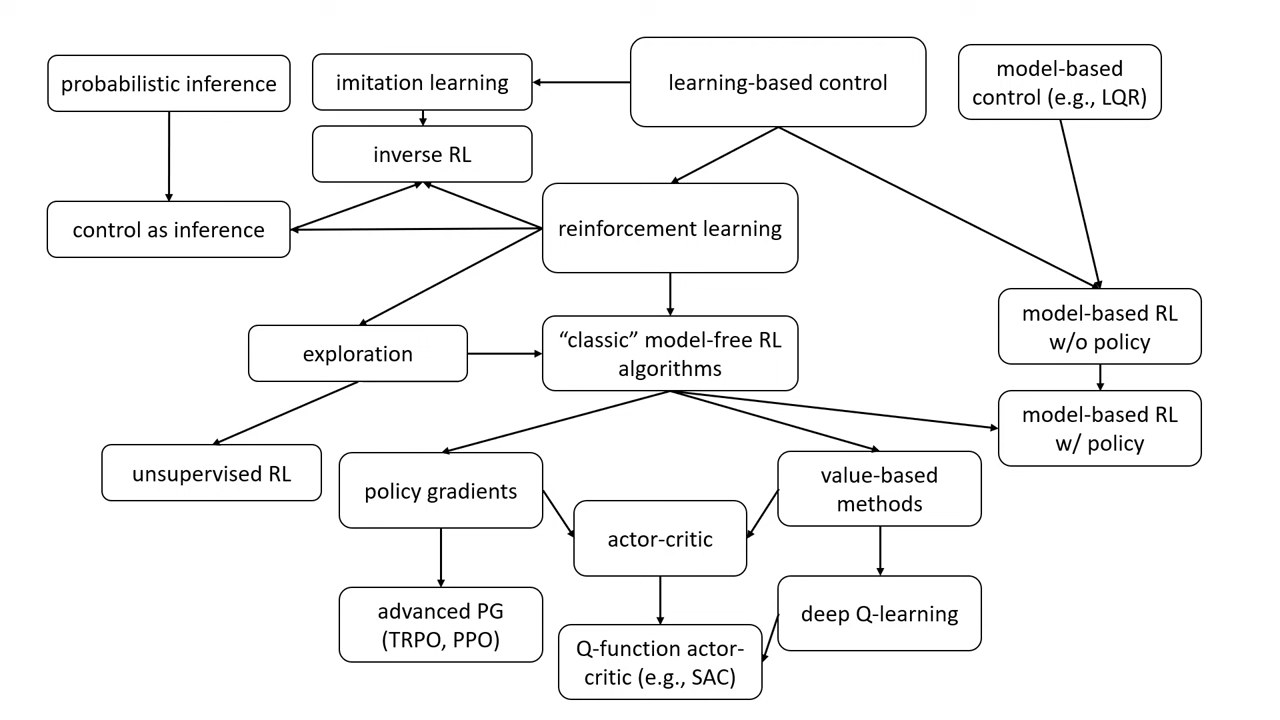 probabilistic inference
imitation learning
learning-based control
model-based
control (e.g., LQR)
inverse RL
control as inference
reinforcement learning
exploration
“classic” model-free RL
algorithms
model-based RL
w/o policy
model-based RL
w/ policy
unsupervised RL
policy gradients
value-based
methods
actor-critic
advanced PG
(TRPO, PPO)
deep Q-learning
Q-function actor-
critic (e.g., SAC)